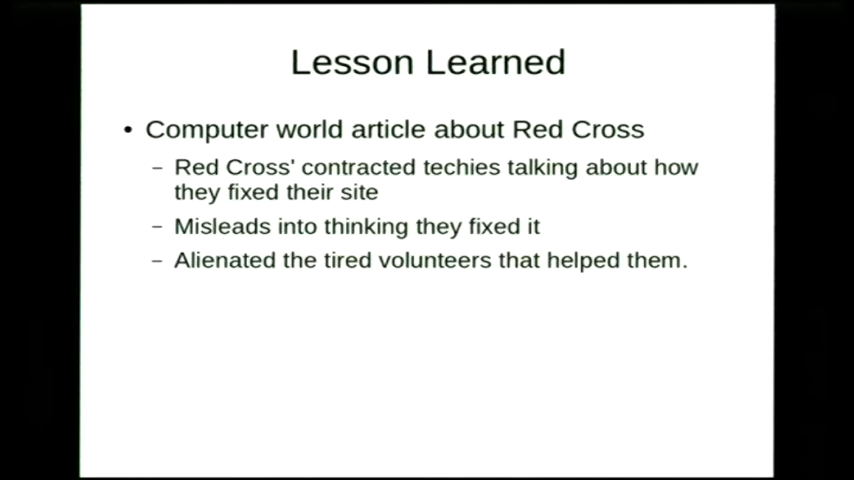 Lesson Learned
• Computer world article about Red Cross
– Red Cross' contracted techies talking about how
they fixed their site
– Misleads into thinking they fixed it
– Alienated the tired volunteers that helped them.